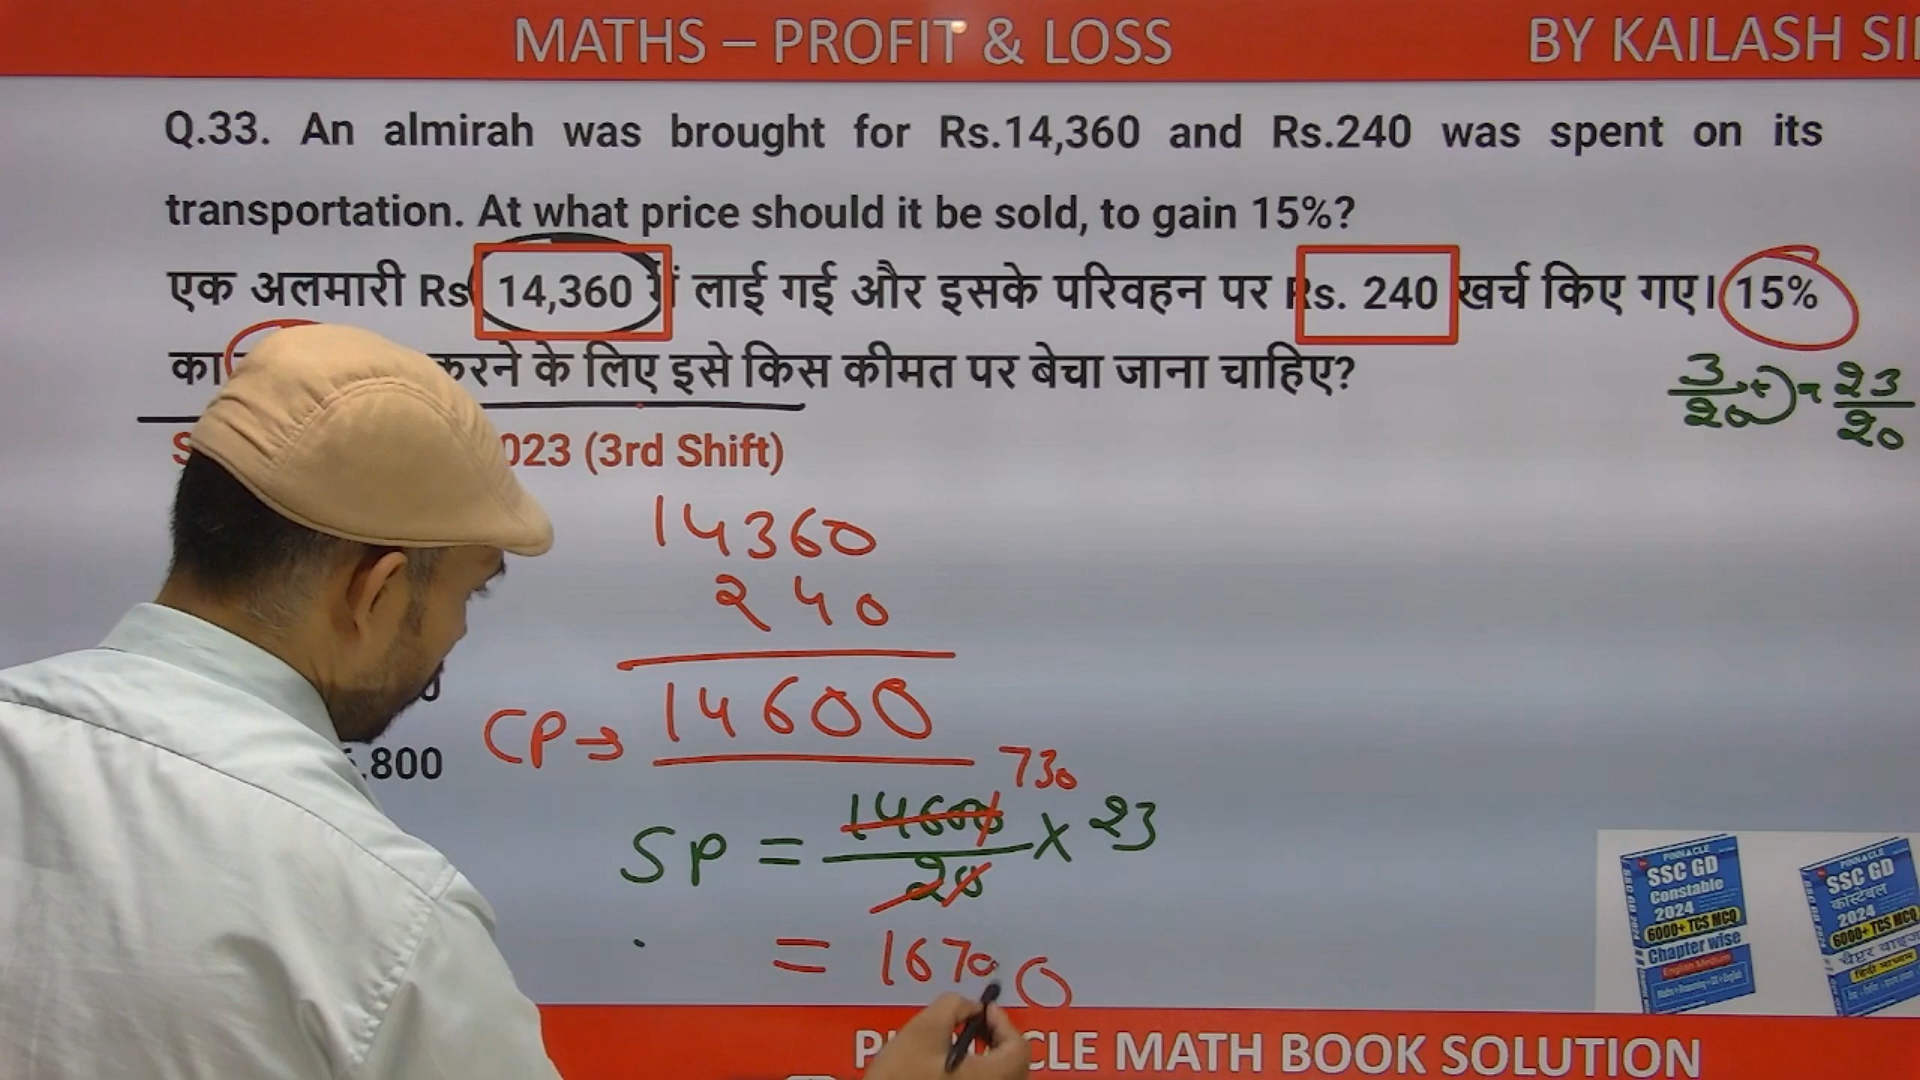 MATHS – PROFIT & LOSS
BY KAILASH SI
Q.33. An almirah was brought for Rs.14,360 and Rs.240 was spent on its
transportation. At what price should it be sold, to gain 15%?
एक अलमारी Rs 14,360 में लाई गई और इसके परिवहन पर Rs. 240 खर्च किए गए। 15%
का करने के लिए इसे किस कीमत पर बेचा जाना चाहिए?
3/20 = 23/20
023 (3rd Shift)
14360
240
CP → 14600
.800
730
SP = 14600/20 × 23
= 16790
PINNACLE
SSC GD
Constable
2024
6000+ TCS MCQ
Chapter wise
English Medium
SSC GD
कांस्टेबल
2024
6000+ TCS MCQ
हिंदी माध्यम
CLE MATH BOOK SOLUTION